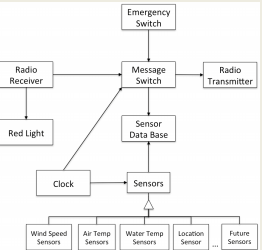 Emergency
Switch
Radio
Receiver
Message
Switch
Radio
Transmitter
Red Light
Sensor
Data Base
Clock
Sensors
Wind Speed
Sensors
Air Temp
Sensors
Water Temp
Sensors
Location
Sensor
...
Future
Sensors